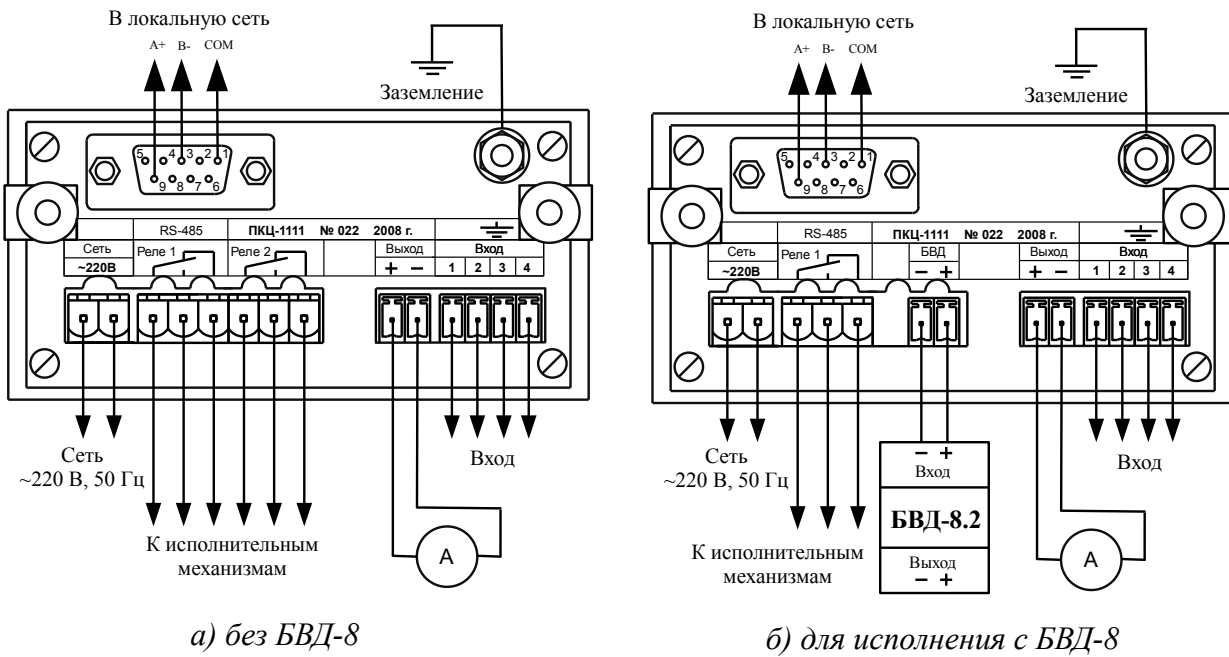 В локальную сеть
A+ B- COM
Заземление
5 4 3 2 1
9 8 7 6
RS-485 ПКЦ-1111 № 022 2008 г.
Сеть Реле 1 Реле 2 Выход Вход
~220В + − 1 2 3 4
Сеть
~220 В, 50 Гц
Вход
К исполнительным
механизмам
А
а) без БВД-8
В локальную сеть
A+ B- COM
Заземление
5 4 3 2 1
9 8 7 6
RS-485 ПКЦ-1111 № 022 2008 г.
Сеть Реле 1 БВД Выход Вход
~220В − + + − 1 2 3 4
Сеть
~220 В, 50 Гц
− +
Вход
БВД-8.2
Выход
− +
Вход
К исполнительным
механизмам
А
б) для исполнения с БВД-8